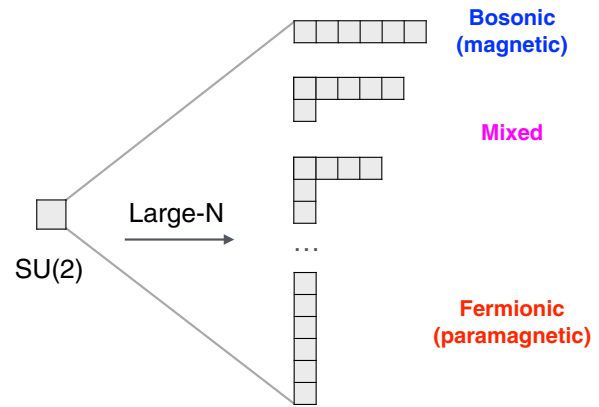 Bosonic
(magnetic)
Mixed
Large-N
SU(2)
...
Fermionic
(paramagnetic)